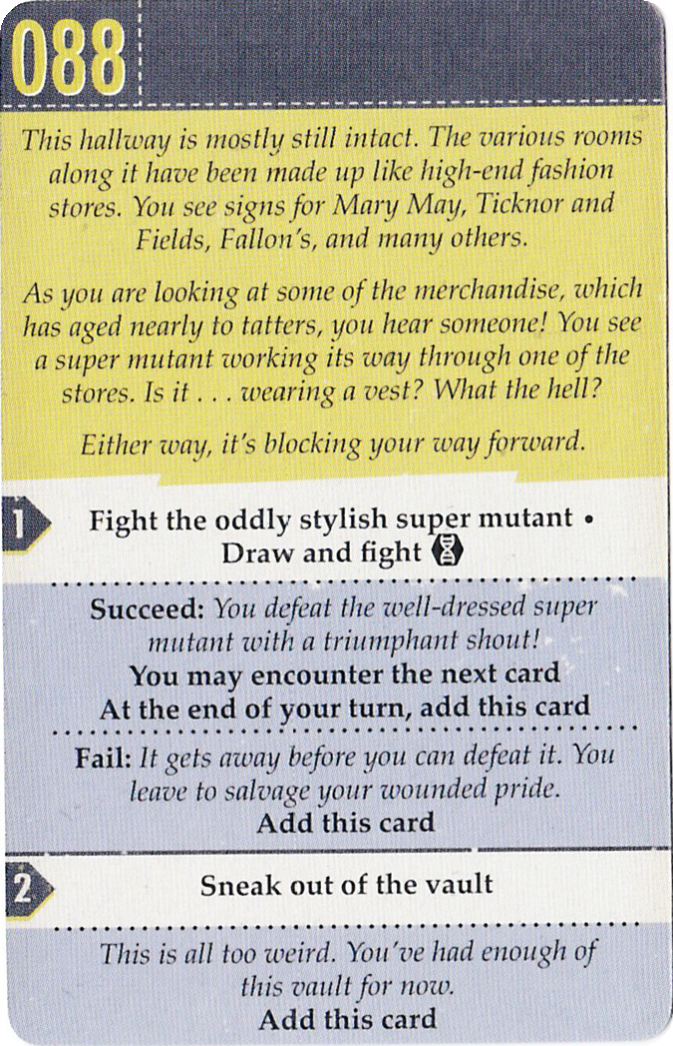 088
This hallway is mostly still intact. The various rooms
along it have been made up like high-end fashion
stores. You see signs for Mary May, Ticknor and
Fields, Fallon's, and many others.
As you are looking at some of the merchandise, which
has aged nearly to tatters, you hear someone! You see
a super mutant working its way through one of the
stores. Is it . . . wearing a vest? What the hell?
Either way, it's blocking your way forward.
1
Fight the oddly stylish super mutant •
Draw and fight
Succeed: You defeat the well-dressed super
mutant with a triumphant shout!
You may encounter the next card
At the end of your turn, add this card
Fail: It gets away before you can defeat it. You
leave to salvage your wounded pride.
Add this card
2
Sneak out of the vault
This is all too weird. You've had enough of
this vault for now.
Add this card